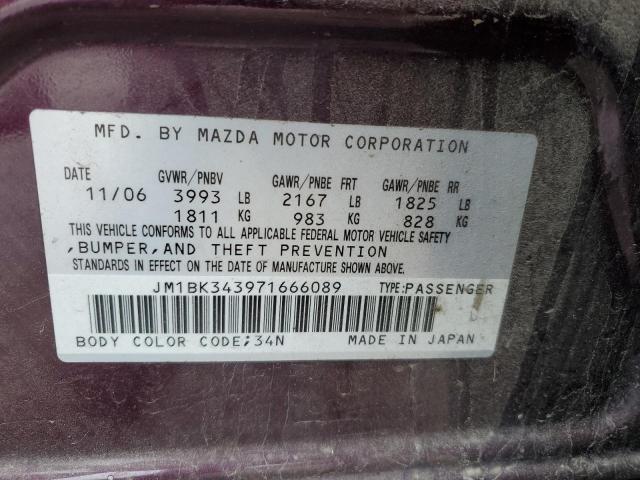 MFD. BY MAZDA MOTOR CORPORATION
DATE GVWR/PNBV GAWR/PNBE FRT GAWR/PNBE RR
11/06 3993 LB 2167 LB 1825 LB
1811 KG 983 KG 828 KG
THIS VEHICLE CONFORMS TO ALL APPLICABLE FEDERAL MOTOR VEHICLE SAFETY
,BUMPER,AND THEFT PREVENTION
STANDARDS IN EFFECT ON THE DATE OF MANUFACTURE SHOWN ABOVE.
JM1BK343971666089 TYPE:PASSENGER
BODY COLOR CODE;34N MADE IN JAPAN